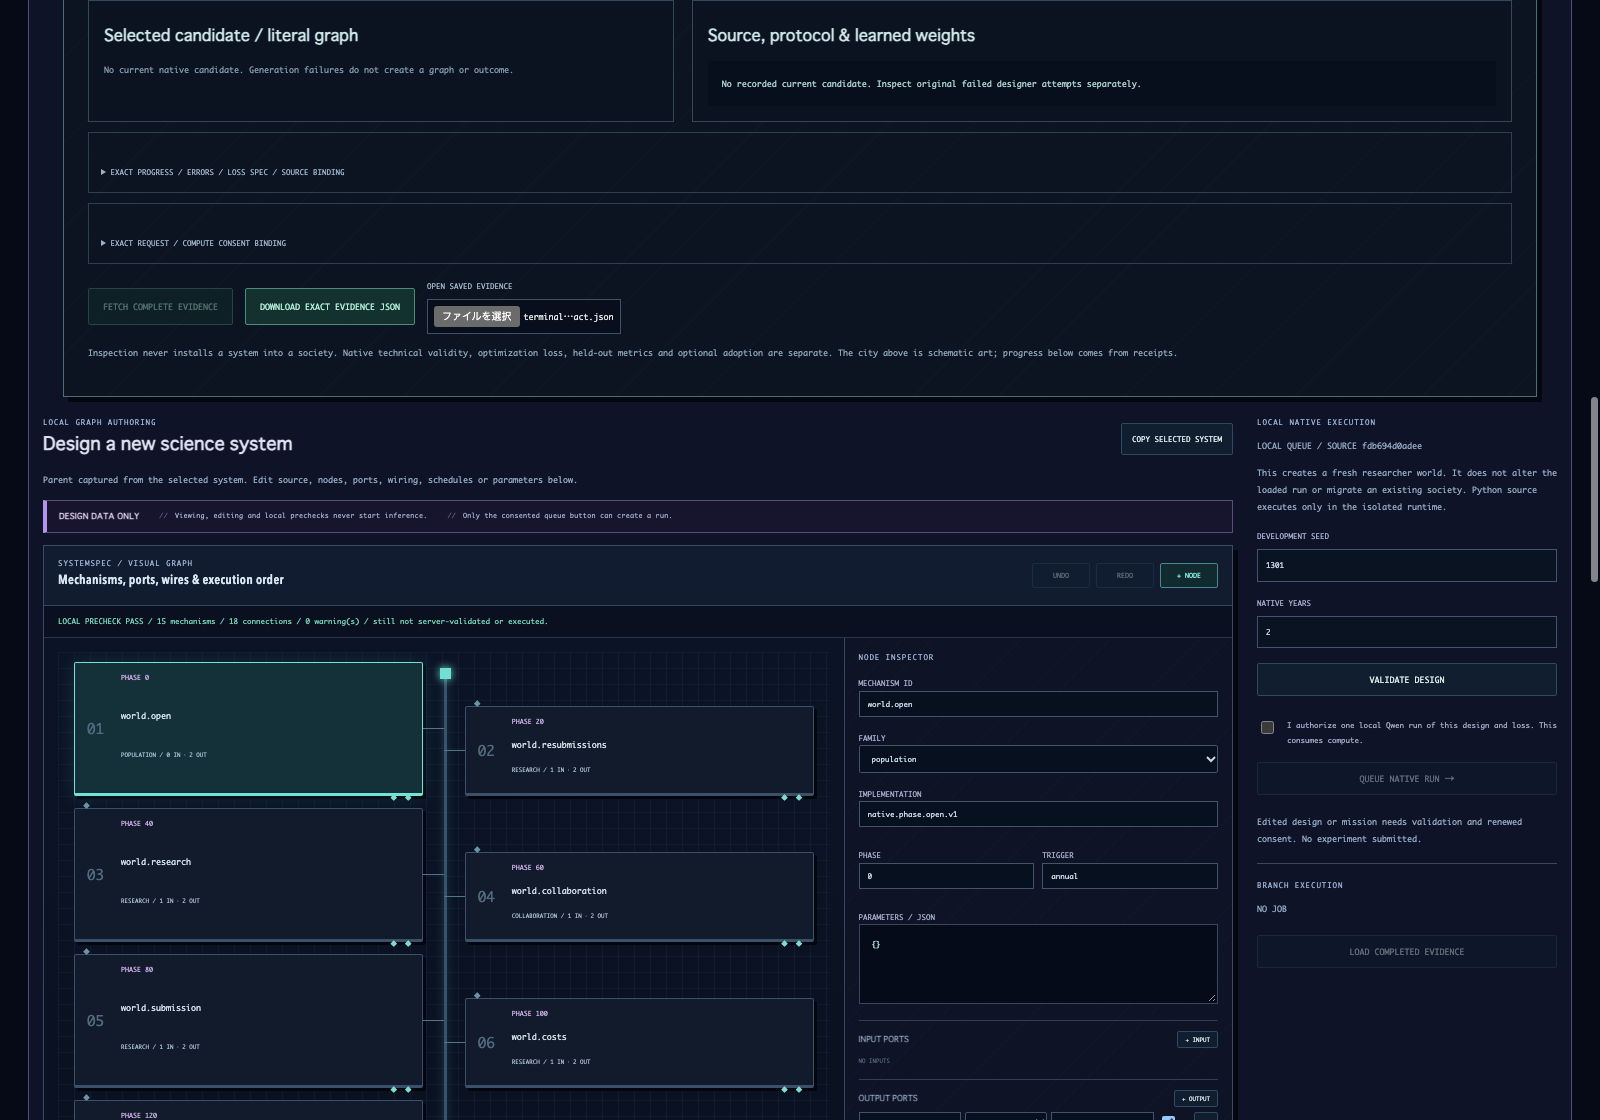 Selected candidate / literal graph
No current native candidate. Generation failures do not create a graph or outcome.
Source, protocol & learned weights
No recorded current candidate. Inspect original failed designer attempts separately.
EXACT PROGRESS / ERRORS / LOSS SPEC / SOURCE BINDING
EXACT REQUEST / COMPUTE CONSENT BINDING
FETCH COMPLETE EVIDENCE
DOWNLOAD EXACT EVIDENCE JSON
OPEN SAVED EVIDENCE
ファイルを選択 terminal…act.json
Inspection never installs a system into a society. Native technical validity, optimization loss, held-out metrics and optional adoption are separate. The city above is schematic art; progress below comes from receipts.
LOCAL GRAPH AUTHORING
Design a new science system
COPY SELECTED SYSTEM
Parent captured from the selected system. Edit source, nodes, ports, wiring, schedules or parameters below.
DESIGN DATA ONLY // Viewing, editing and local prechecks never start inference. // Only the consented queue button can create a run.
SYSTEMSPEC / VISUAL GRAPH
Mechanisms, ports, wires & execution order
UNDO
REDO
+ NODE
LOCAL PRECHECK PASS / 15 mechanisms / 18 connections / 0 warning(s) / still not server-validated or executed.
PHASE 0
01
world.open
POPULATION / 0 IN · 2 OUT
PHASE 20
02
world.resubmissions
RESEARCH / 1 IN · 2 OUT
PHASE 40
03
world.research
RESEARCH / 1 IN · 2 OUT
PHASE 60
04
world.collaboration
COLLABORATION / 1 IN · 2 OUT
PHASE 80
05
world.submission
RESEARCH / 1 IN · 2 OUT
PHASE 100
06
world.costs
RESEARCH / 1 IN · 2 OUT
PHASE 120
NODE INSPECTOR
MECHANISM ID
world.open
FAMILY
population
IMPLEMENTATION
native.phase.open.v1
PHASE
0
TRIGGER
annual
PARAMETERS / JSON
{}
INPUT PORTS
+ INPUT
NO INPUTS
OUTPUT PORTS
+ OUTPUT
LOCAL NATIVE EXECUTION
LOCAL QUEUE / SOURCE fdb694d0adee
This creates a fresh researcher world. It does not alter the
loaded run or migrate an existing society. Python source
executes only in the isolated runtime.
DEVELOPMENT SEED
1301
NATIVE YEARS
2
VALIDATE DESIGN
I authorize one local Qwen run of this design and loss. This
consumes compute.
QUEUE NATIVE RUN →
Edited design or mission needs validation and renewed
consent. No experiment submitted.
BRANCH EXECUTION
NO JOB
LOAD COMPLETED EVIDENCE